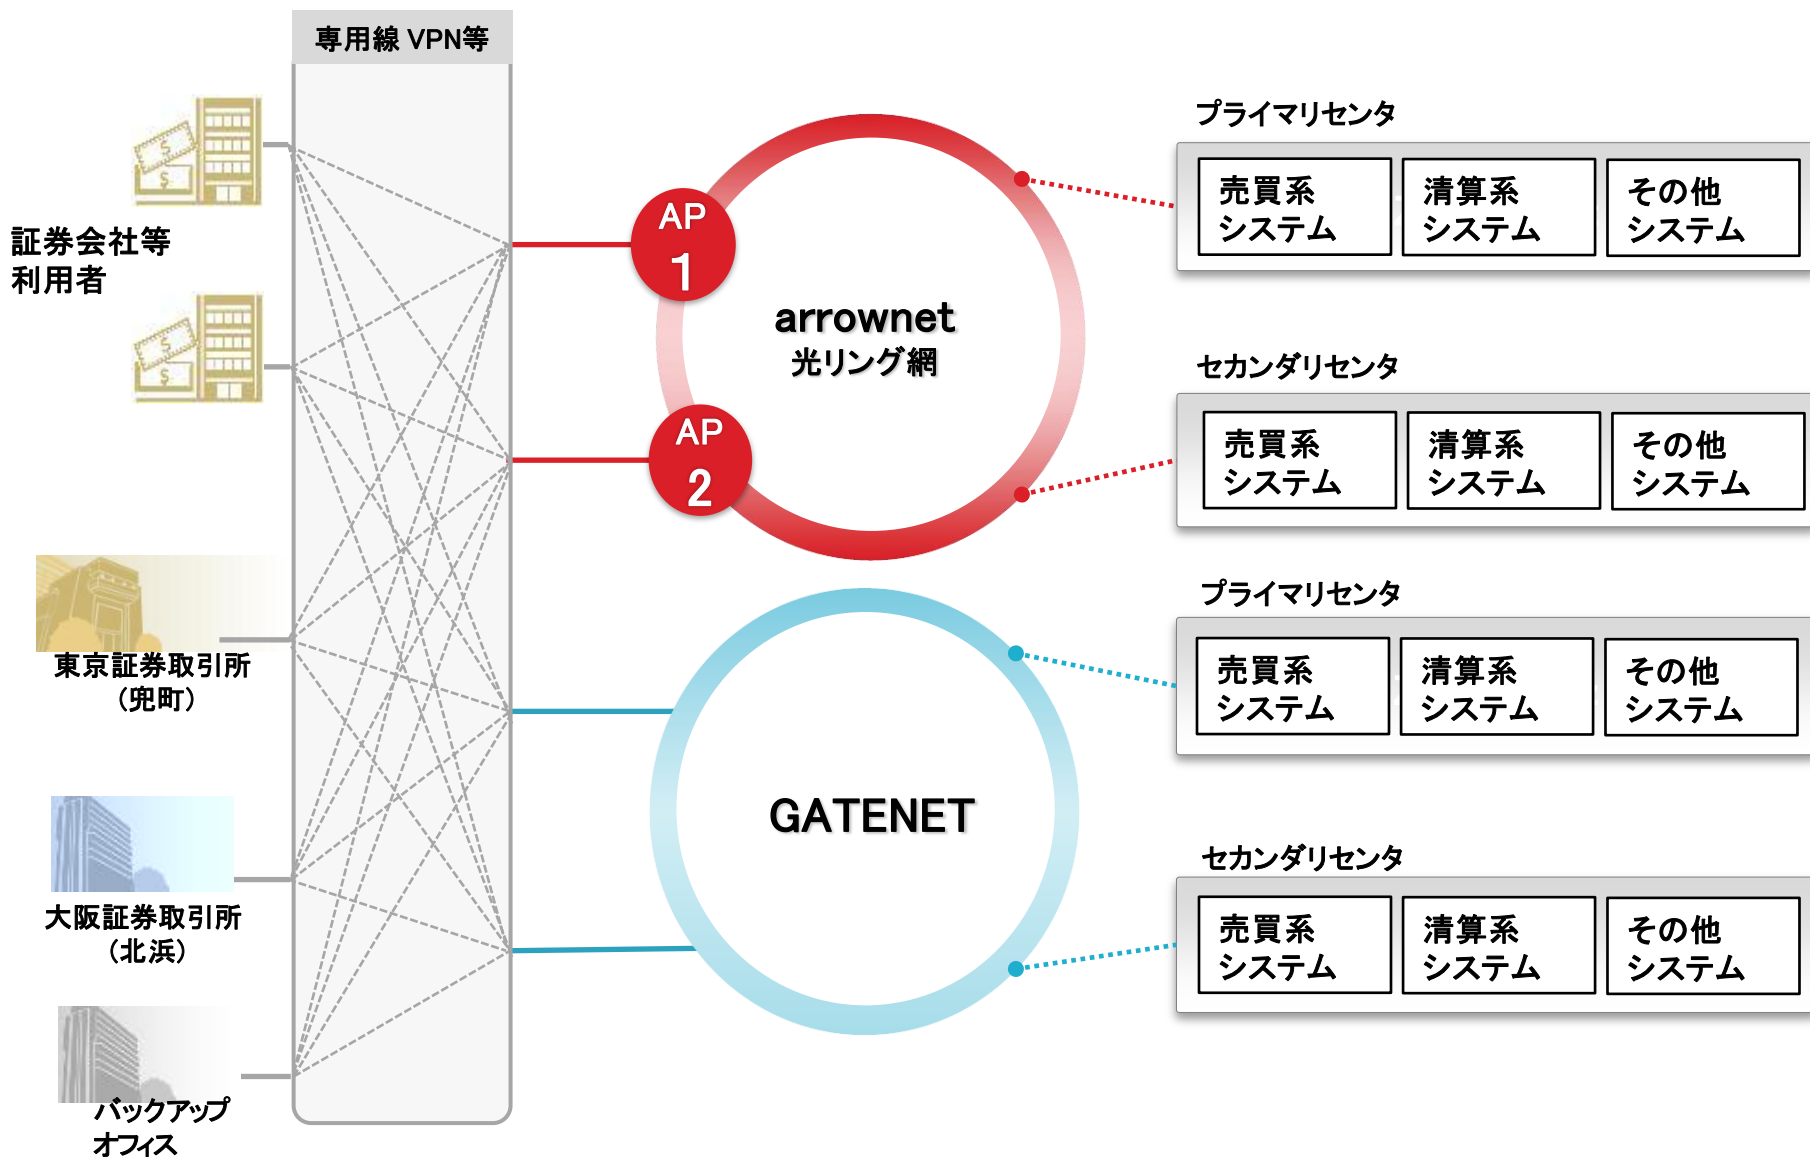 専用線 VPN等
証券会社等
利用者
東京証券取引所
(兜町)
大阪証券取引所
(北浜)
バックアップ
オフィス
AP
1
AP
2
arrownet
光リング網
GATENET
プライマリセンタ
売買系
システム
清算系
システム
その他
システム
セカンダリセンタ
売買系
システム
清算系
システム
その他
システム
プライマリセンタ
売買系
システム
清算系
システム
その他
システム
セカンダリセンタ
売買系
システム
清算系
システム
その他
システム